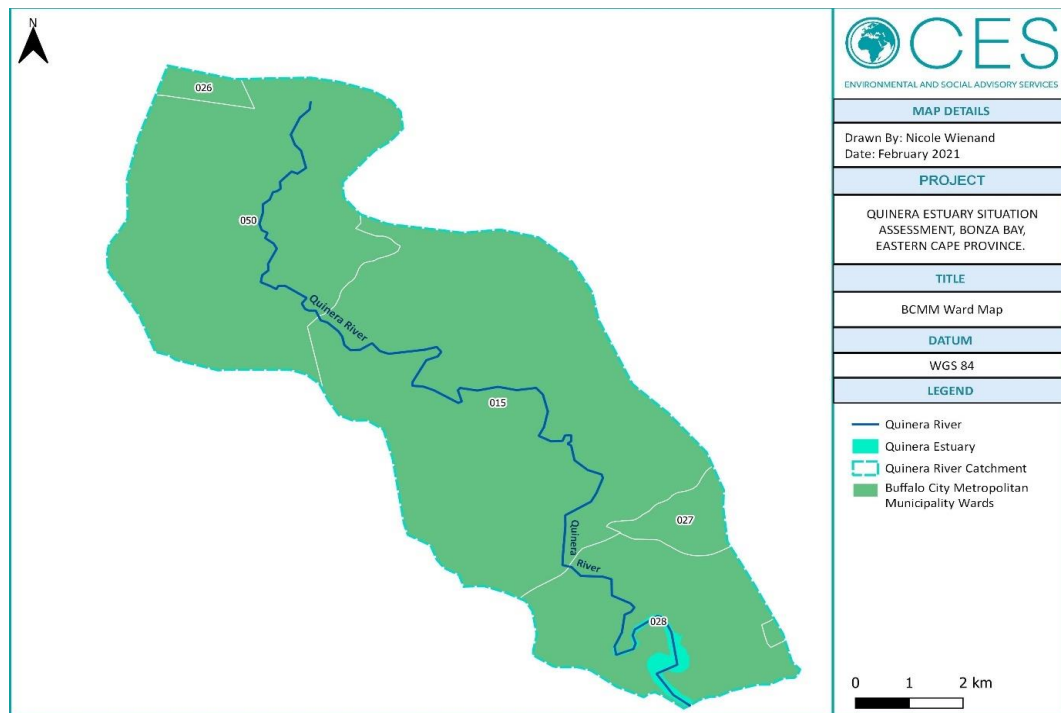 N
026
050
Quinera River
015
027
Quinera
River
028
CES
ENVIRONMENTAL AND SOCIAL ADVISORY SERVICES
MAP DETAILS
Drawn By: Nicole Wienand
Date: February 2021
PROJECT
QUINERA ESTUARY SITUATION
ASSESSMENT, BONZA BAY,
EASTERN CAPE PROVINCE.
TITLE
BCMM Ward Map
DATUM
WGS 84
LEGEND
Quinera River
Quinera Estuary
Quinera River Catchment
Buffalo City Metropolitan
Municipality Wards
0 1 2 km